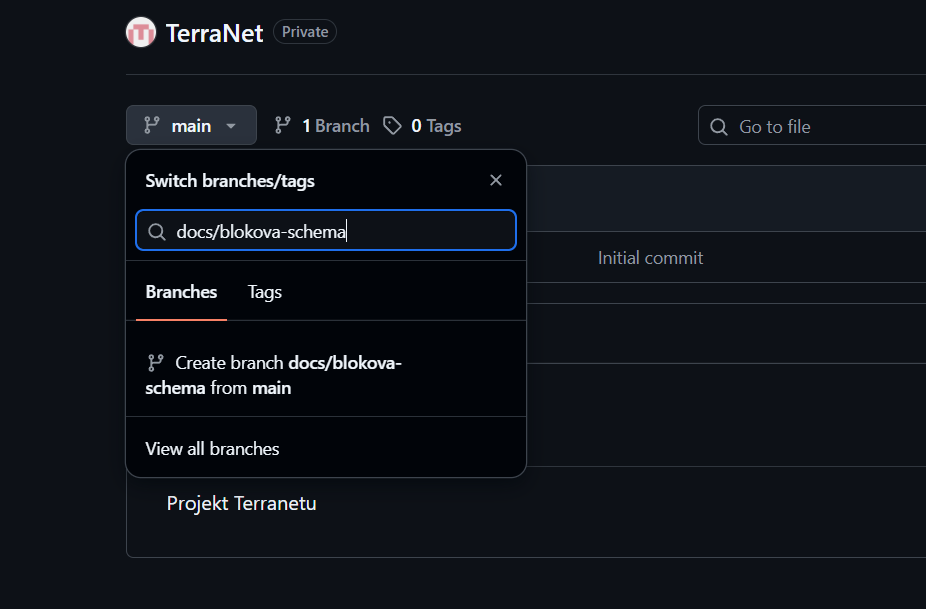 TerraNet Private
main 1 Branch 0 Tags Go to file
Switch branches/tags
docs/blokova-schema
Initial commit
Branches Tags
Create branch docs/blokova-
schema from main
View all branches
Projekt Terranetu